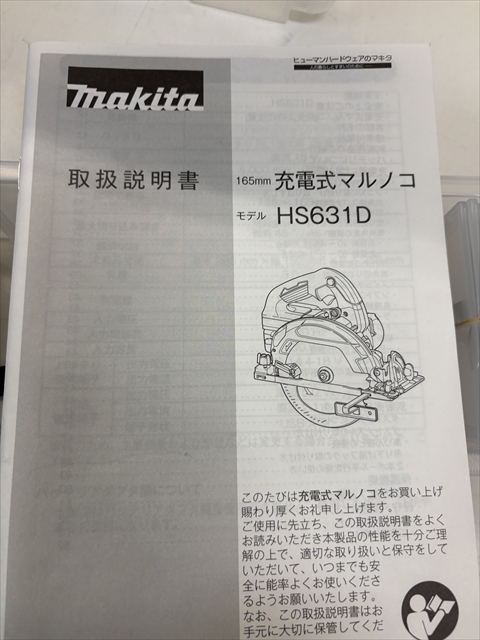 ヒューマンハードウェアのマキタ
makita
取扱説明書
165mm 充電式マルノコ
モデル HS631D
このたびは充電式マルノコをお買い上げ
賜わり厚くお礼申し上げます。
ご使用に先立ち、この取扱説明書をよく
お読みいただき本製品の性能を十分ご理
解の上で、適切な取り扱いと保守をして
いただいて、いつまでも安
全に能率よくお使いくださ
るようお願いいたします。
なお、この取扱説明書はお
手元に大切に保管してくだ